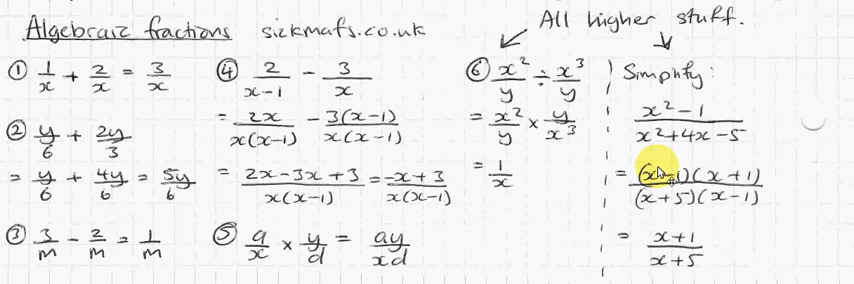 Algebraic fractions sickmafs.co.uk
All higher stuff.
① 1/x + 2/x = 3/x
② y/6 + 2y/3
= y/6 + 4y/6 = 5y/6
③ 3/m - 2/m = 1/m
④ 2/(x-1) - 3/x
= 2x/x(x-1) - 3(x-1)/x(x-1)
= (2x-3x+3)/x(x-1) = (-x+3)/x(x-1)
⑤ a/x × y/d = ay/xd
⑥ x²/y ÷ x³/y
= x²/y × y/x³
= 1/x
Simplify:
(x²-1)/(x²+4x-5)
= (x-1)(x+1)/(x+5)(x-1)
= (x+1)/(x+5)